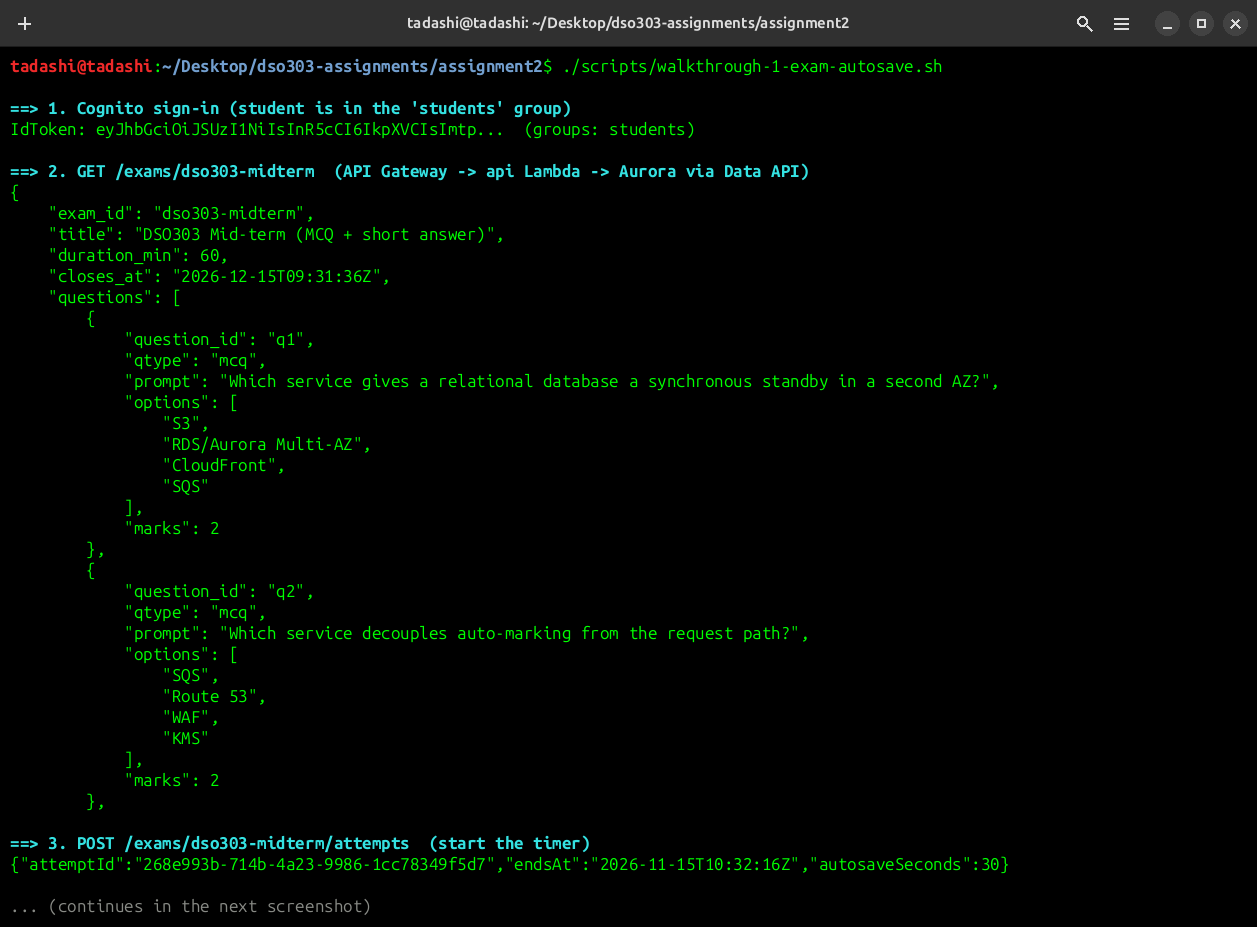 tadashi@tadashi: ~/Desktop/dso303-assignments/assignment2
tadashi@tadashi:~/Desktop/dso303-assignments/assignment2$ ./scripts/walkthrough-1-exam-autosave.sh
==> 1. Cognito sign-in (student is in the 'students' group)
IdToken: eyJhbGciOiJSUzI1NiIsInR5cCI6IkpXVCIsImtp...  (groups: students)
==> 2. GET /exams/dso303-midterm  (API Gateway -> api Lambda -> Aurora via Data API)
{
    "exam_id": "dso303-midterm",
    "title": "DSO303 Mid-term (MCQ + short answer)",
    "duration_min": 60,
    "closes_at": "2026-12-15T09:31:36Z",
    "questions": [
        {
            "question_id": "q1",
            "qtype": "mcq",
            "prompt": "Which service gives a relational database a synchronous standby in a second AZ?",
            "options": [
                "S3",
                "RDS/Aurora Multi-AZ",
                "CloudFront",
                "SQS"
            ],
            "marks": 2
        },
        {
            "question_id": "q2",
            "qtype": "mcq",
            "prompt": "Which service decouples auto-marking from the request path?",
            "options": [
                "SQS",
                "Route 53",
                "WAF",
                "KMS"
            ],
            "marks": 2
        },
==> 3. POST /exams/dso303-midterm/attempts  (start the timer)
{"attemptId":"268e993b-714b-4a23-9986-1cc78349f5d7","endsAt":"2026-11-15T10:32:16Z","autosaveSeconds":30}
... (continues in the next screenshot)